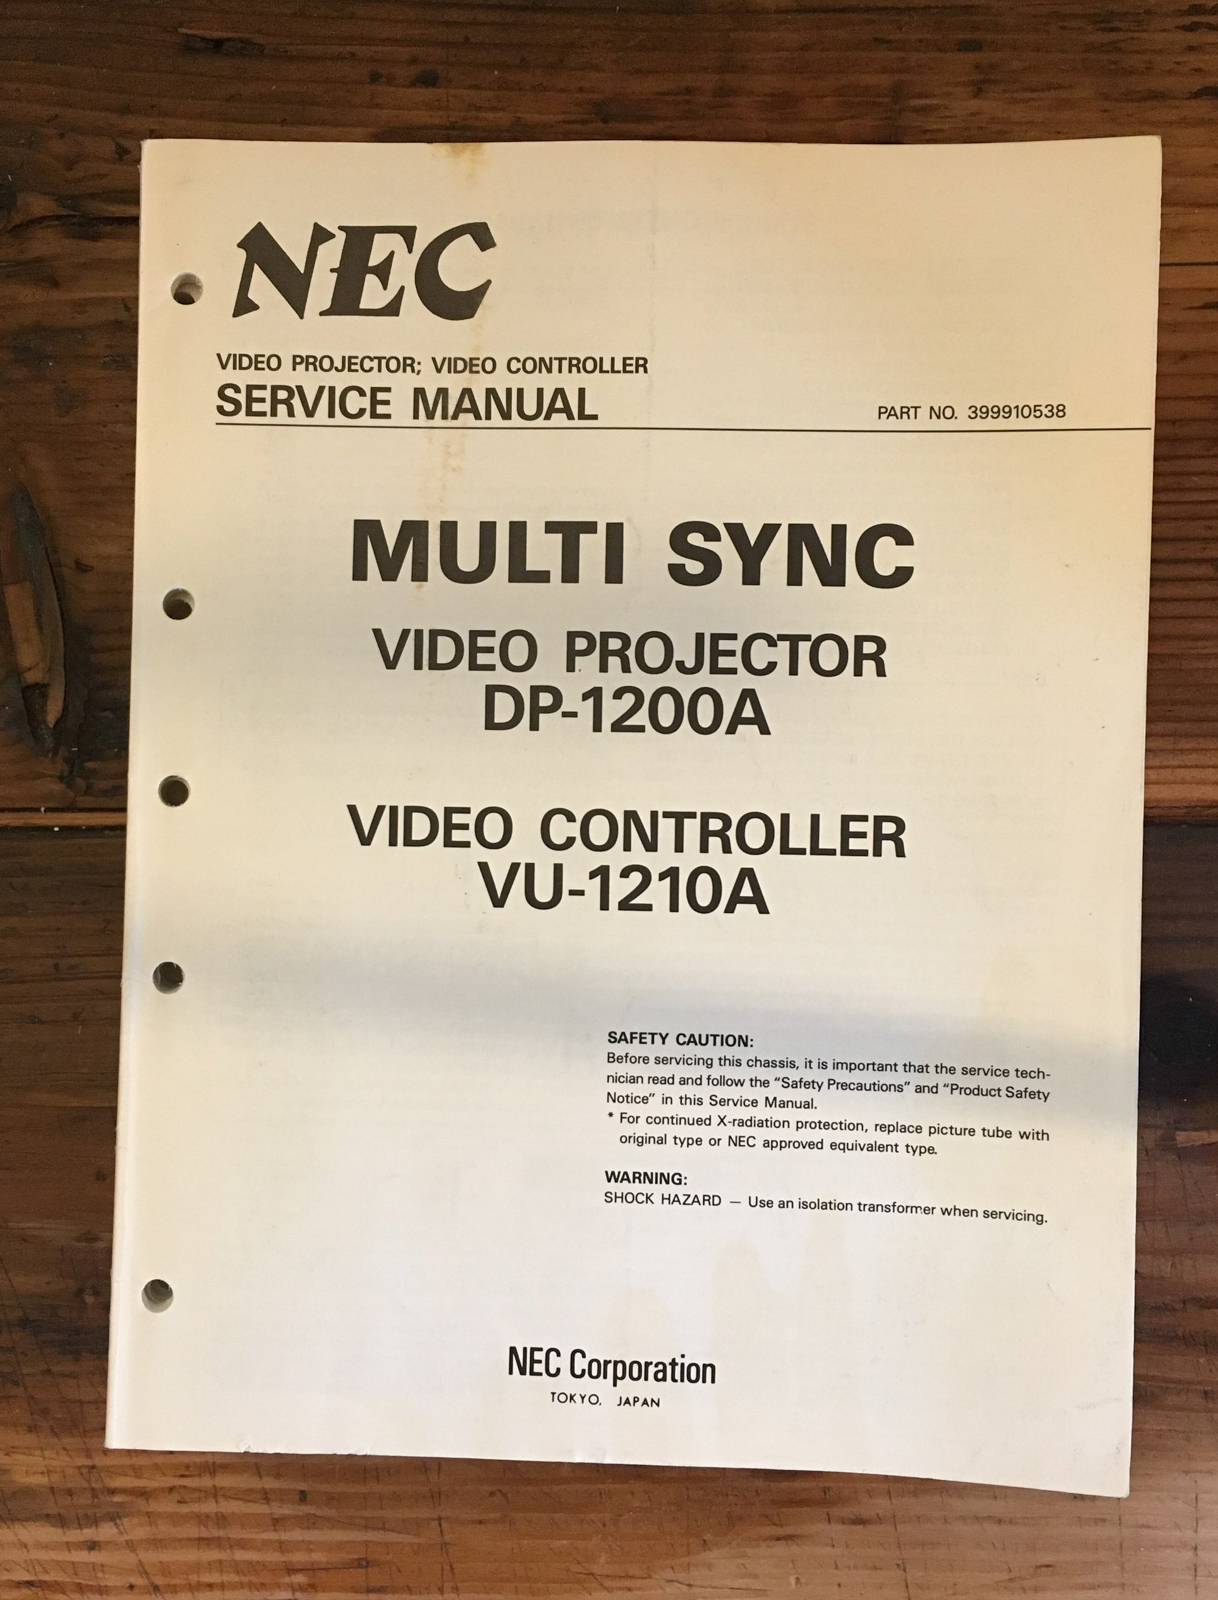 NEC
VIDEO PROJECTOR; VIDEO CONTROLLER
SERVICE MANUAL
PART NO. 399910538
MULTI SYNC
VIDEO PROJECTOR
DP-1200A
VIDEO CONTROLLER
VU-1210A
SAFETY CAUTION:
Before servicing this chassis, it is important that the service tech-
nician read and follow the “Safety Precautions” and “Product Safety
Notice” in this Service Manual.
* For continued X-radiation protection, replace picture tube with
original type or NEC approved equivalent type.
WARNING:
SHOCK HAZARD — Use an isolation transformer when servicing.
NEC Corporation
TOKYO, JAPAN